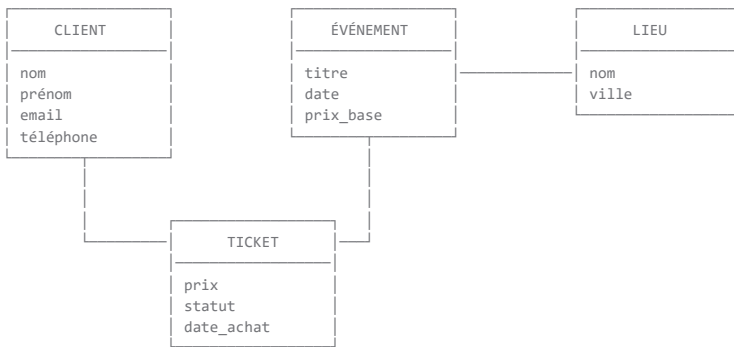 CLIENT
nom
prénom
email
téléphone
ÉVÉNEMENT
titre
date
prix_base
LIEU
nom
ville
TICKET
prix
statut
date_achat